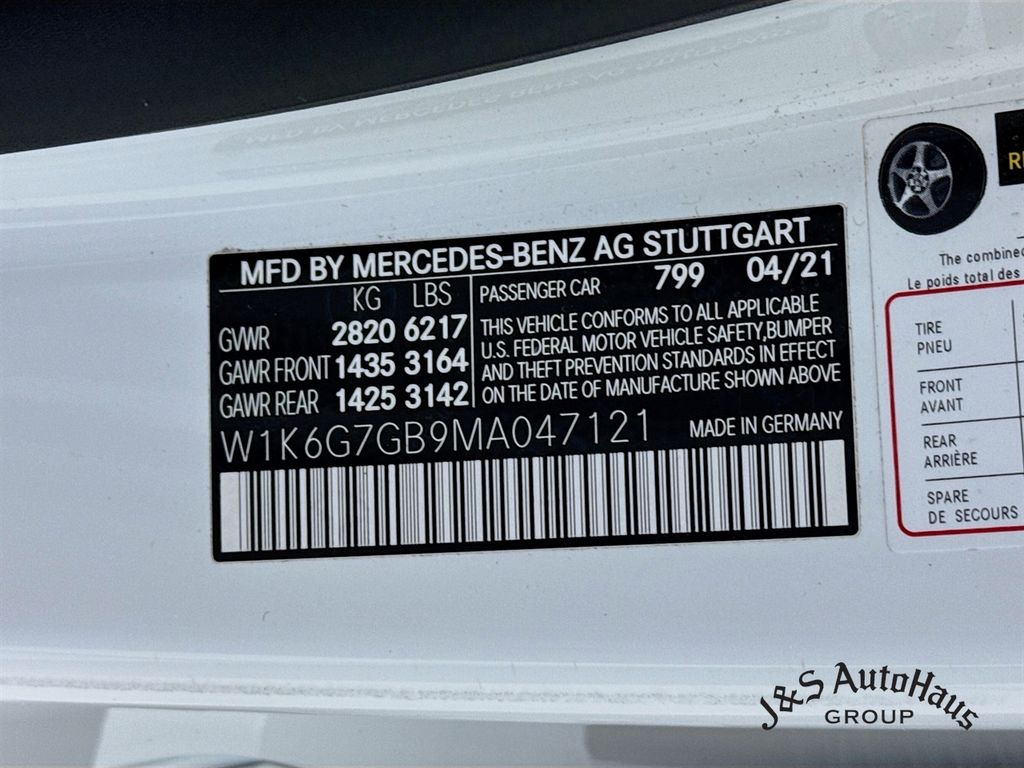 MFD BY MERCEDES-BENZ AG STUTTGART
KG LBS
GVWR 2820 6217
GAWR FRONT 1435 3164
GAWR REAR 1425 3142
PASSENGER CAR 799 04/21
THIS VEHICLE CONFORMS TO ALL APPLICABLE
U.S. FEDERAL MOTOR VEHICLE SAFETY, BUMPER
AND THEFT PREVENTION STANDARDS IN EFFECT
ON THE DATE OF MANUFACTURE SHOWN ABOVE
W1K6G7GB9MA047121 MADE IN GERMANY
The combined
Le poids total des
TIRE
PNEU
FRONT
AVANT
REAR
ARRIÈRE
SPARE
DE SECOURS
J&S AutoHaus
GROUP